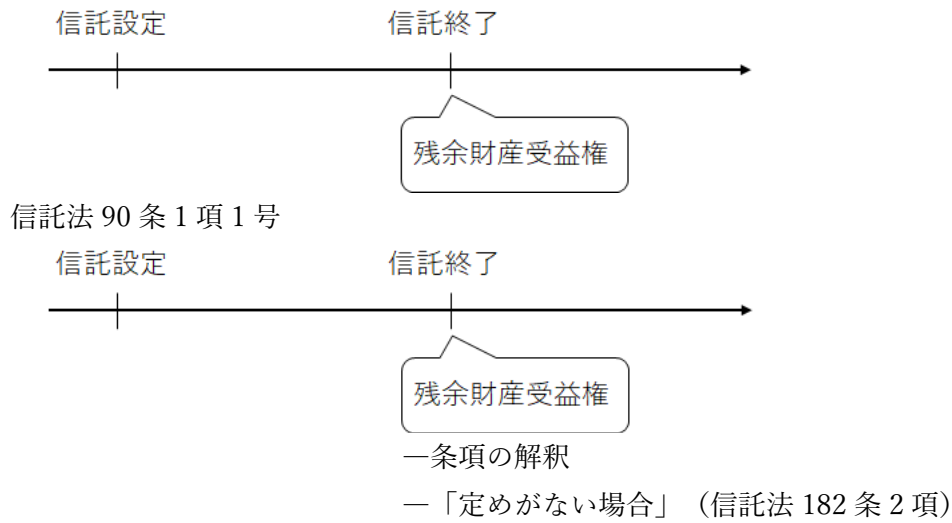 信託設定 信託終了
残余財産受益権
信託法 90 条 1 項 1 号
信託設定 信託終了
残余財産受益権
―条項の解釈
―「定めがない場合」（信託法 182 条 2 項）